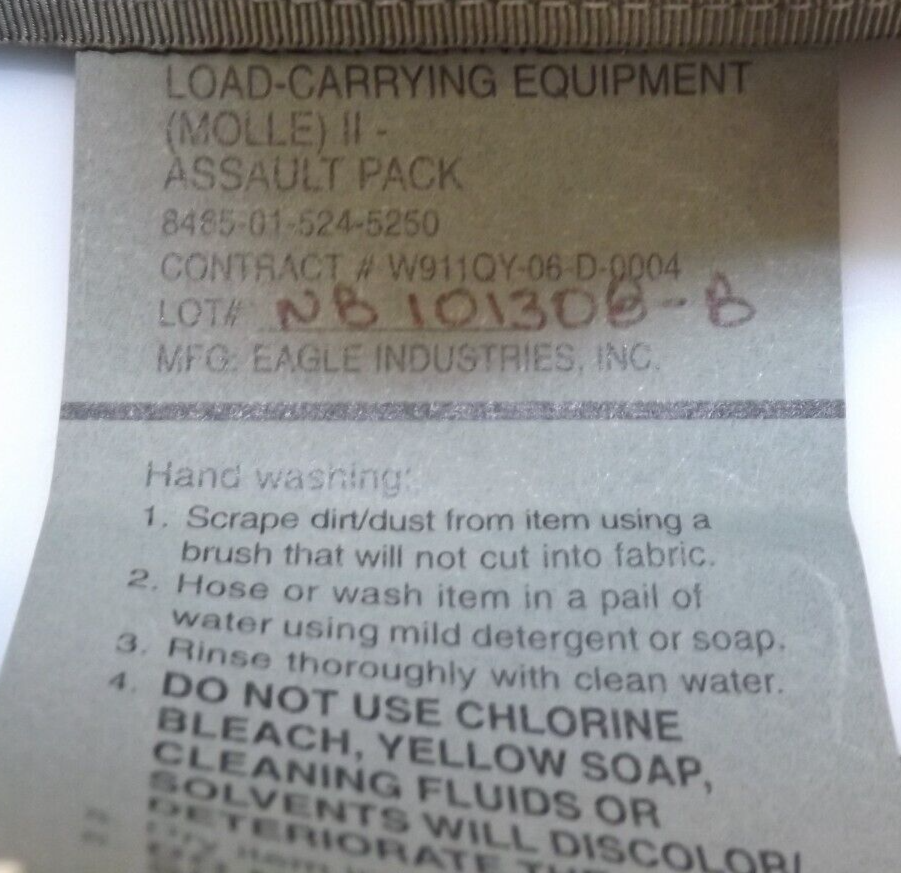 LOAD-CARRYING EQUIPMENT
(MOLLE) II -
ASSAULT PACK
8465-01-524-5250
CONTRACT # W911QY-06-D-0004
LOT# NB 101306-B
MFG: EAGLE INDUSTRIES, INC.
Hand washing:
1. Scrape dirt/dust from item using a
brush that will not cut into fabric.
2. Hose or wash item in a pail of
water using mild detergent or soap.
3. Rinse thoroughly with clean water.
4. DO NOT USE CHLORINE
BLEACH, YELLOW SOAP,
CLEANING FLUIDS OR
SOLVENTS WILL DISCOLOR/
DETERIORATE